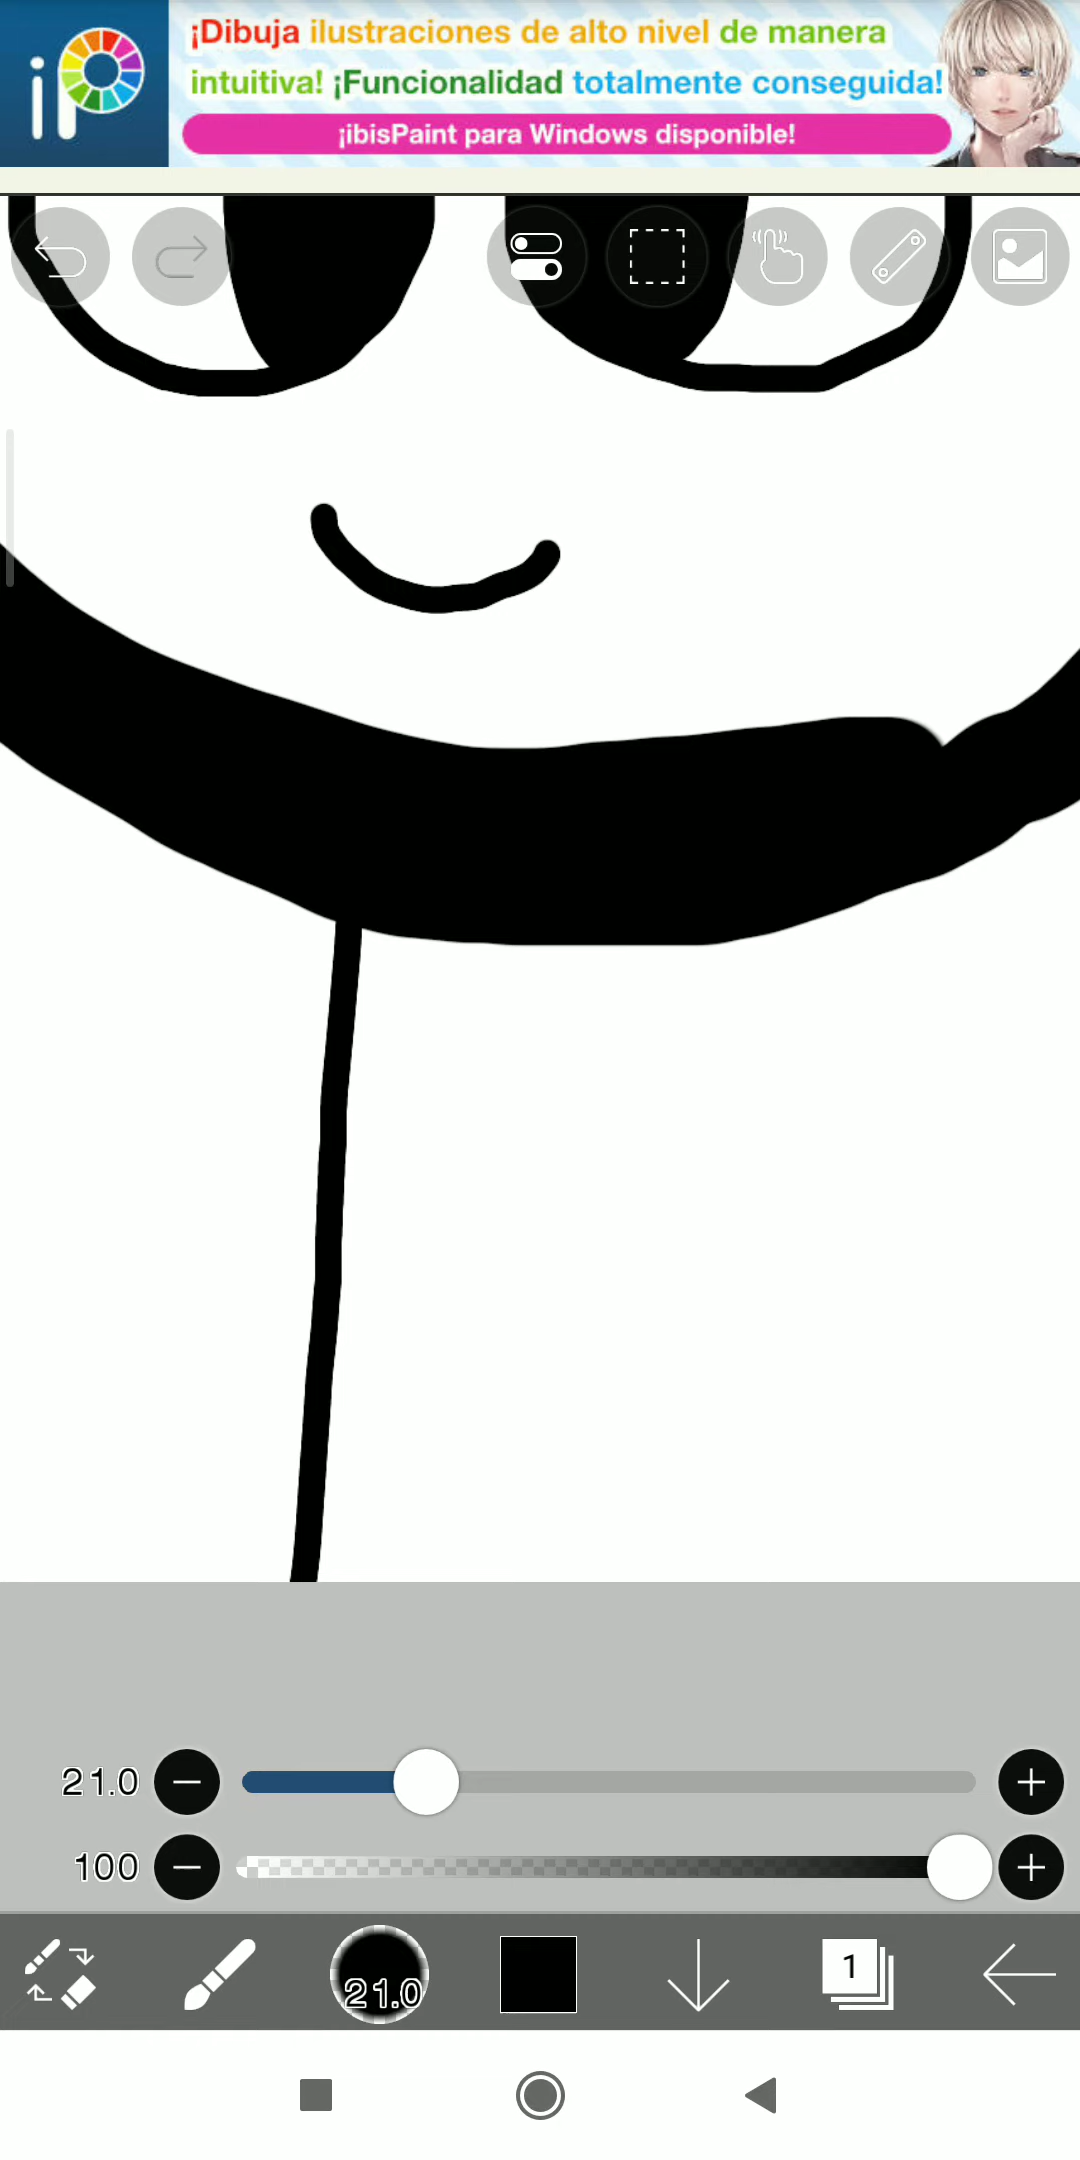 iP
¡Dibuja ilustraciones de alto nivel de manera
intuitiva! ¡Funcionalidad totalmente conseguida!
¡ibisPaint para Windows disponible!
21.0
100
21.0
1